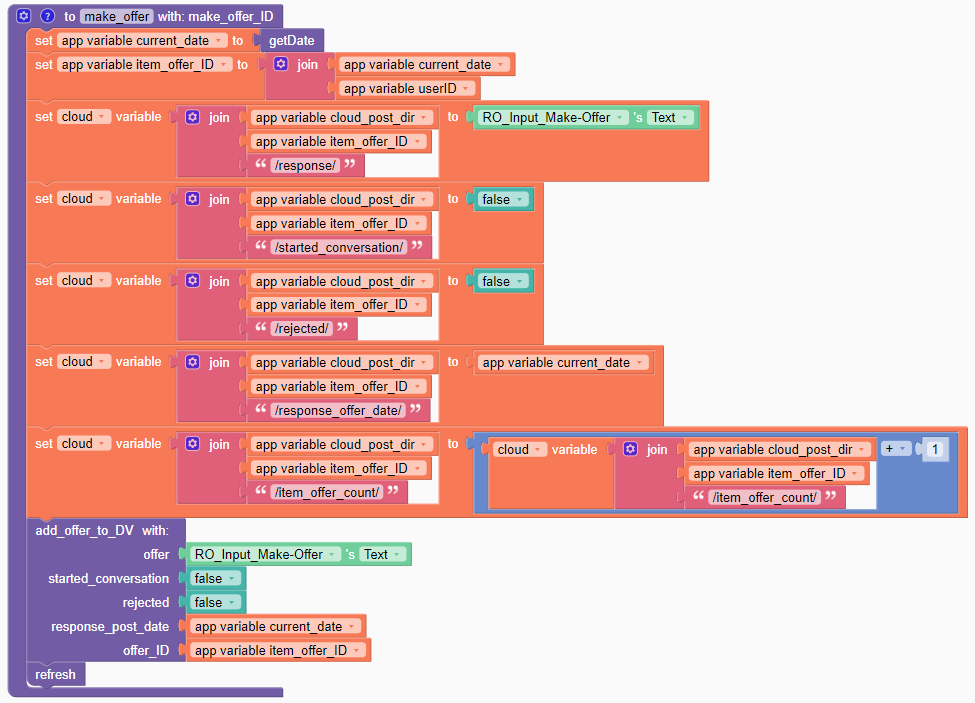 ? to make_offer with: make_offer_ID
set app variable current_date to getDate
set app variable item_offer_ID to join app variable current_date
app variable userID
set cloud variable join app variable cloud_post_dir to RO_Input_Make-Offer 's Text
app variable item_offer_ID
“ /response/ ”
set cloud variable join app variable cloud_post_dir to false
app variable item_offer_ID
“ /started_conversation/ ”
set cloud variable join app variable cloud_post_dir to false
app variable item_offer_ID
“ /rejected/ ”
set cloud variable join app variable cloud_post_dir to app variable current_date
app variable item_offer_ID
“ /response_offer_date/ ”
set cloud variable join app variable cloud_post_dir to cloud variable join app variable cloud_post_dir + 1
app variable item_offer_ID app variable item_offer_ID
“ /item_offer_count/ ” “ /item_offer_count/ ”
add_offer_to_DV with:
offer RO_Input_Make-Offer 's Text
started_conversation false
rejected false
response_post_date app variable current_date
offer_ID app variable item_offer_ID
refresh